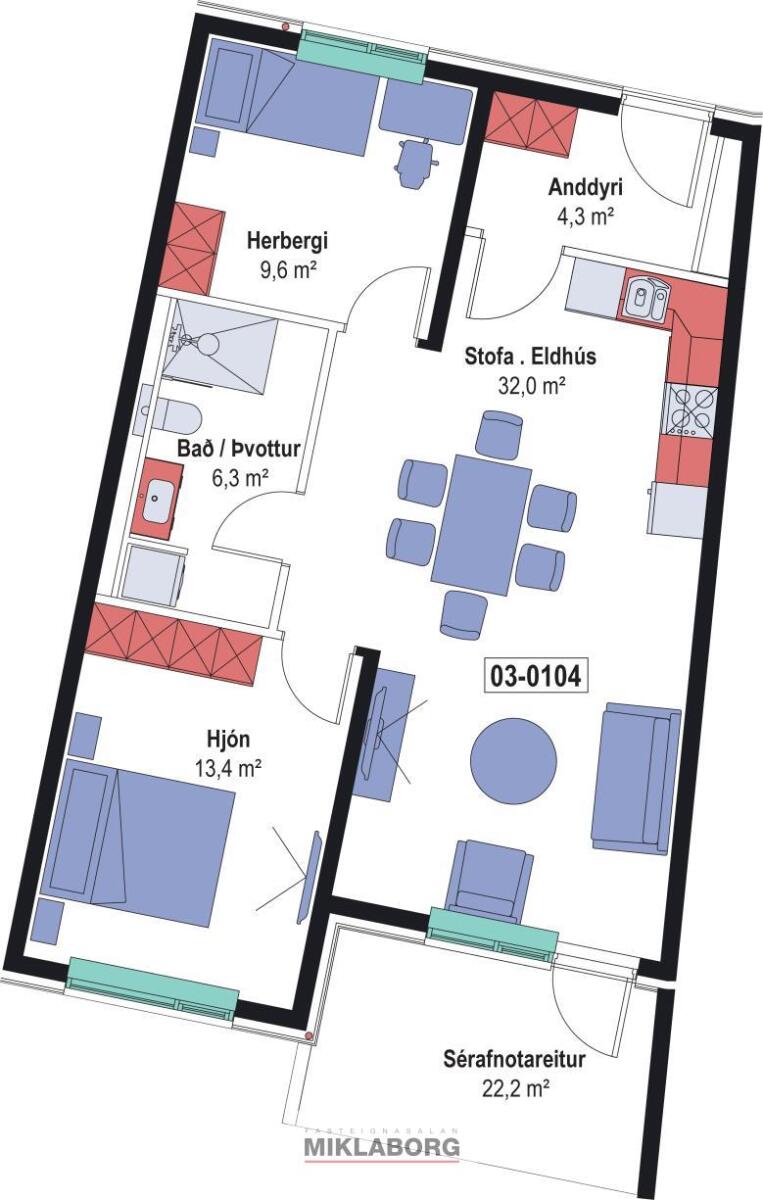 Anddyri
4,3 m²
Herbergi
9,6 m²
Stofa . Eldhús
32,0 m²
Bað / Þvottur
6,3 m²
03-0104
Hjón
13,4 m²
Sérafnotareitur
22,2 m²
FASTEIGNASALAN
MIKLABORG